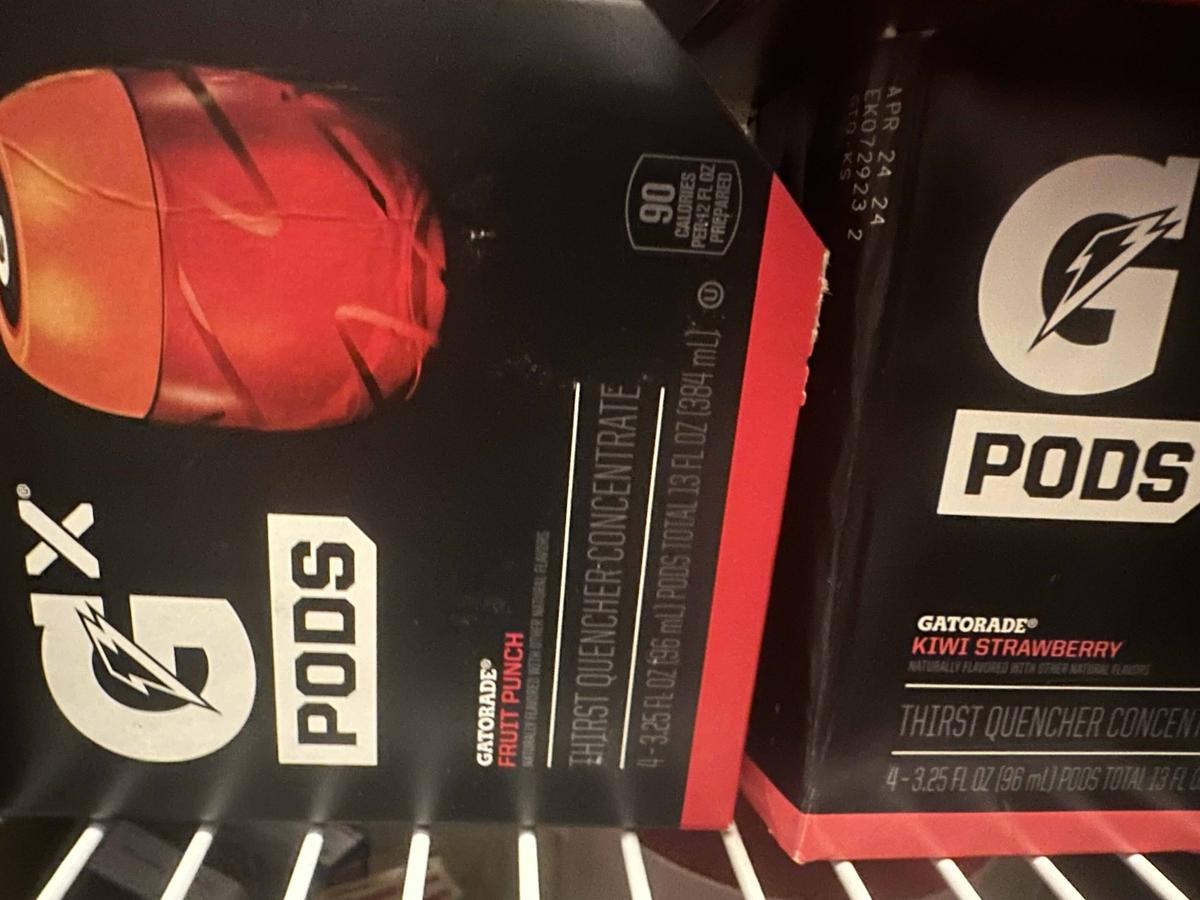 GX®
PODS
GATORADE®
FRUIT PUNCH
NATURALLY FLAVORED WITH OTHER NATURAL FLAVORS
THIRST QUENCHER CONCENTRATE
4-3.25 FL OZ (96 mL) PODS TOTAL 13 FL OZ (384 mL) U
90
CALORIES
PER 12 FL OZ
PREPARED
APR 24 24
EK072923 2
G
PODS
GATORADE®
KIWI STRAWBERRY
NATURALLY FLAVORED WITH OTHER NATURAL FLAVORS
THIRST QUENCHER CONCENT
4-3.25 FL OZ (96 mL) PODS TOTAL 13 FL O